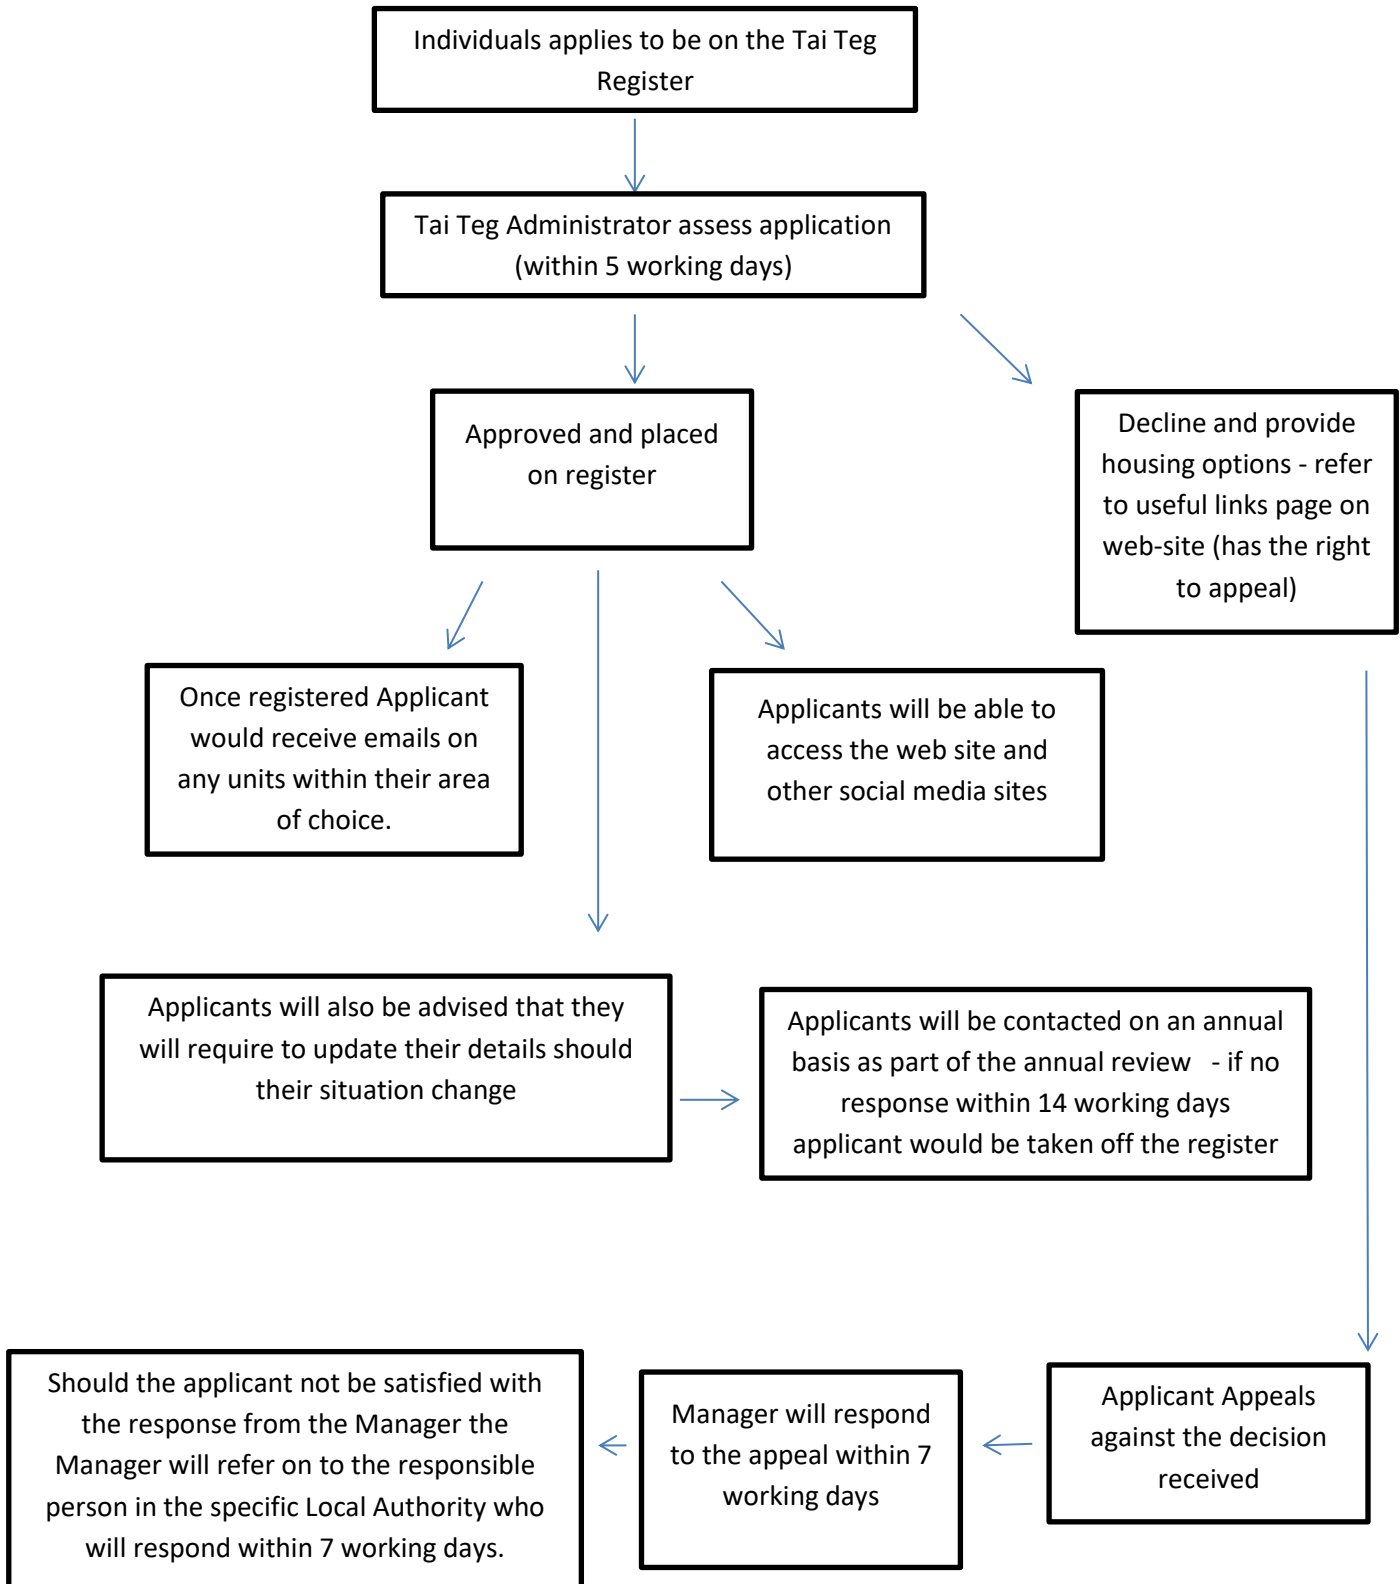 Individuals applies to be on the Tai Teg
Register
Tai Teg Administrator assess application
(within 5 working days)
Approved and placed
on register
Decline and provide
housing options - refer
to useful links page on
web-site (has the right
to appeal)
Once registered Applicant
would receive emails on
any units within their area
of choice.
Applicants will be able to
access the web site and
other social media sites
Applicants will also be advised that they
will require to update their details should
their situation change
Applicants will be contacted on an annual
basis as part of the annual review - if no
response within 14 working days
applicant would be taken off the register
Applicant Appeals
against the decision
received
Manager will respond
to the appeal within 7
working days
Should the applicant not be satisfied with
the response from the Manager the
Manager will refer on to the responsible
person in the specific Local Authority who
will respond within 7 working days.